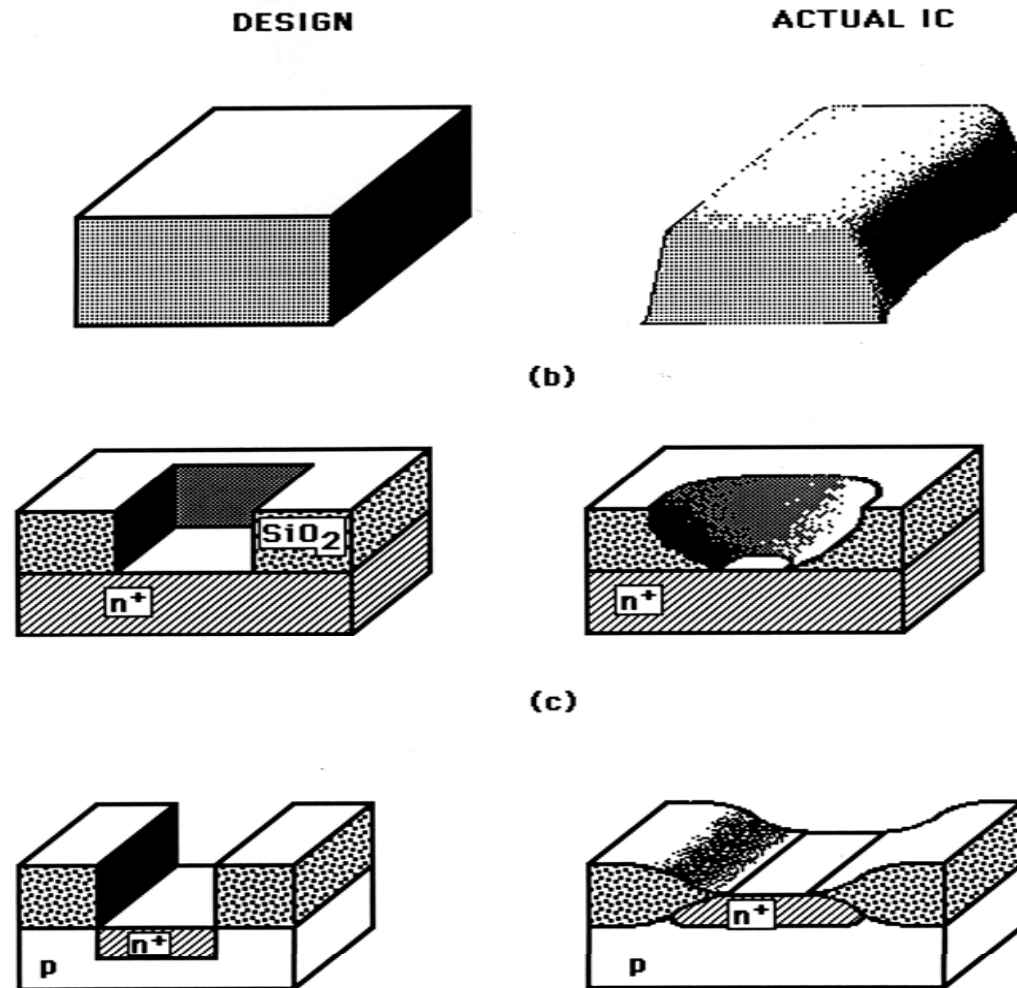 DESIGN ACTUAL IC
(b)
SiO₂
n⁺ n⁺
(c)
n⁺ n⁺
p p